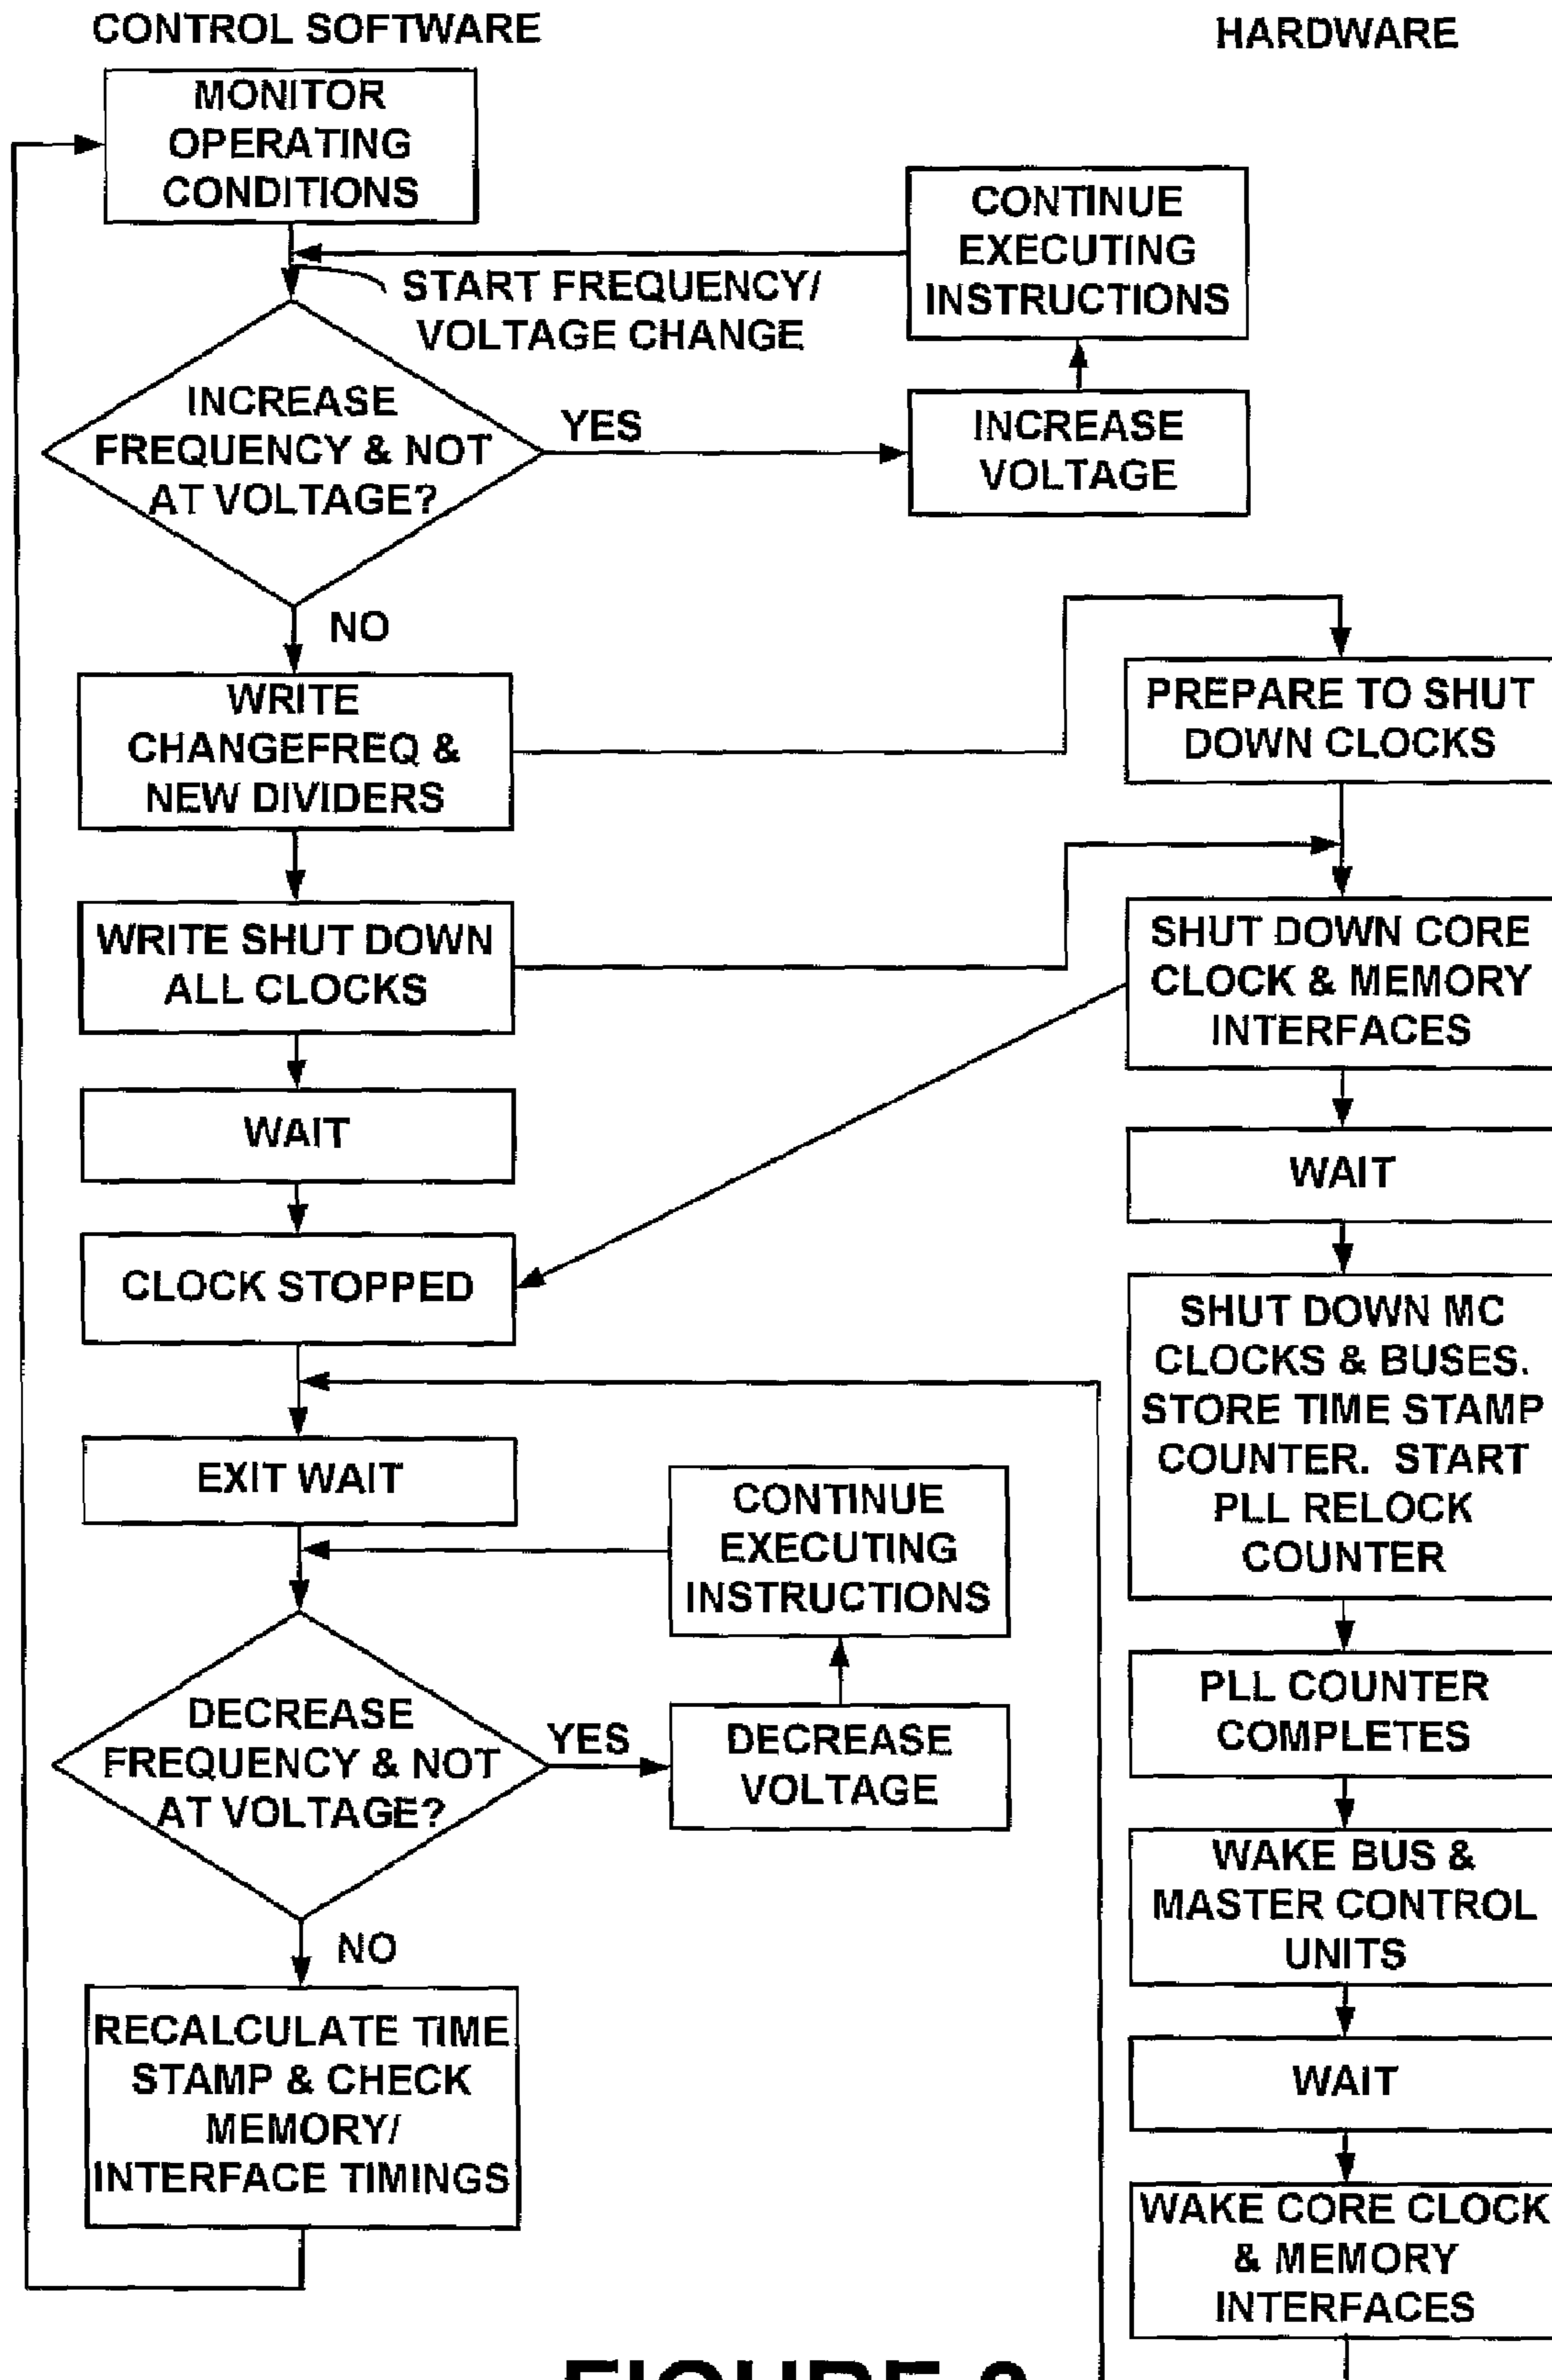 CONTROL SOFTWARE
HARDWARE
MONITOR
OPERATING
CONDITIONS
CONTINUE
EXECUTING
INSTRUCTIONS
START FREQUENCY/
VOLTAGE CHANGE
INCREASE
FREQUENCY & NOT
AT VOLTAGE?
YES
INCREASE
VOLTAGE
NO
WRITE
CHANGEFREQ &
NEW DIVIDERS
PREPARE TO SHUT
DOWN CLOCKS
WRITE SHUT DOWN
ALL CLOCKS
SHUT DOWN CORE
CLOCK & MEMORY
INTERFACES
WAIT
WAIT
CLOCK STOPPED
SHUT DOWN MC
CLOCKS & BUSES.
STORE TIME STAMP
COUNTER. START
PLL RELOCK
COUNTER
EXIT WAIT
CONTINUE
EXECUTING
INSTRUCTIONS
DECREASE
FREQUENCY & NOT
AT VOLTAGE?
YES
DECREASE
VOLTAGE
PLL COUNTER
COMPLETES
WAKE BUS &
MASTER CONTROL
UNITS
NO
RECALCULATE TIME
STAMP & CHECK
MEMORY/
INTERFACE TIMINGS
WAIT
WAKE CORE CLOCK
& MEMORY
INTERFACES
FIGURE